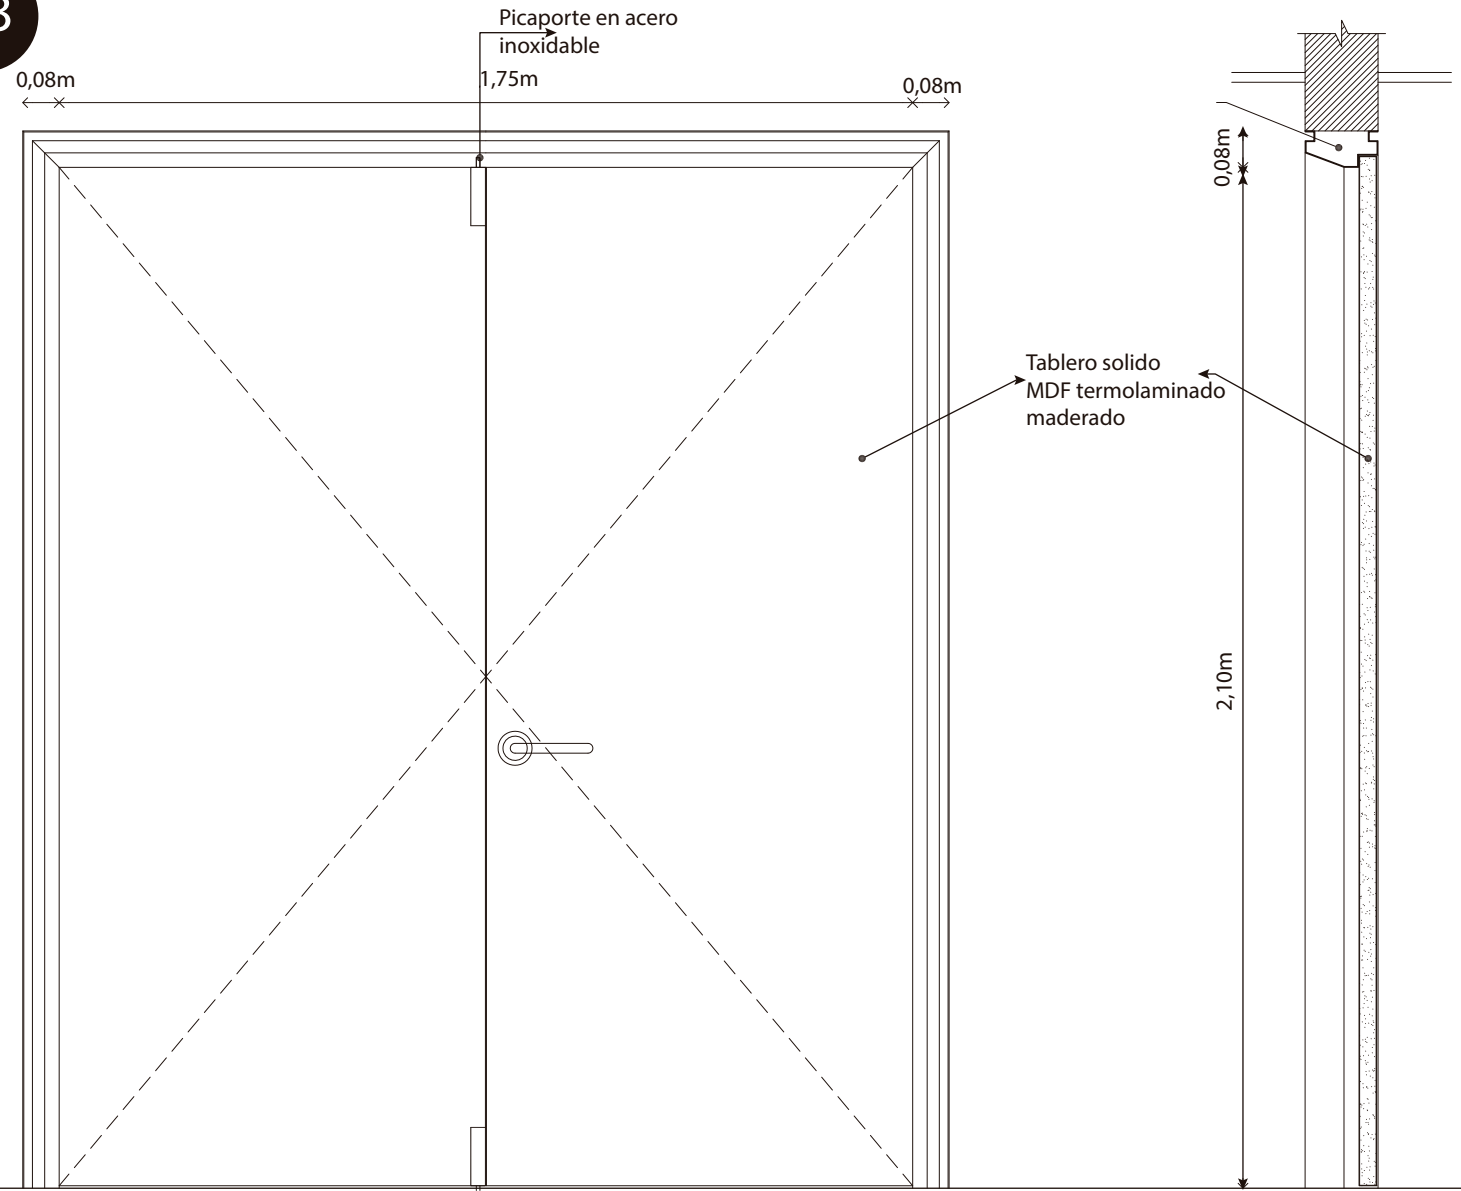 3
Picaporte en acero
inoxidable
0,08m
1,75m
0,08m
0,08m
Tablero solido
MDF termolaminado
maderado
2,10m